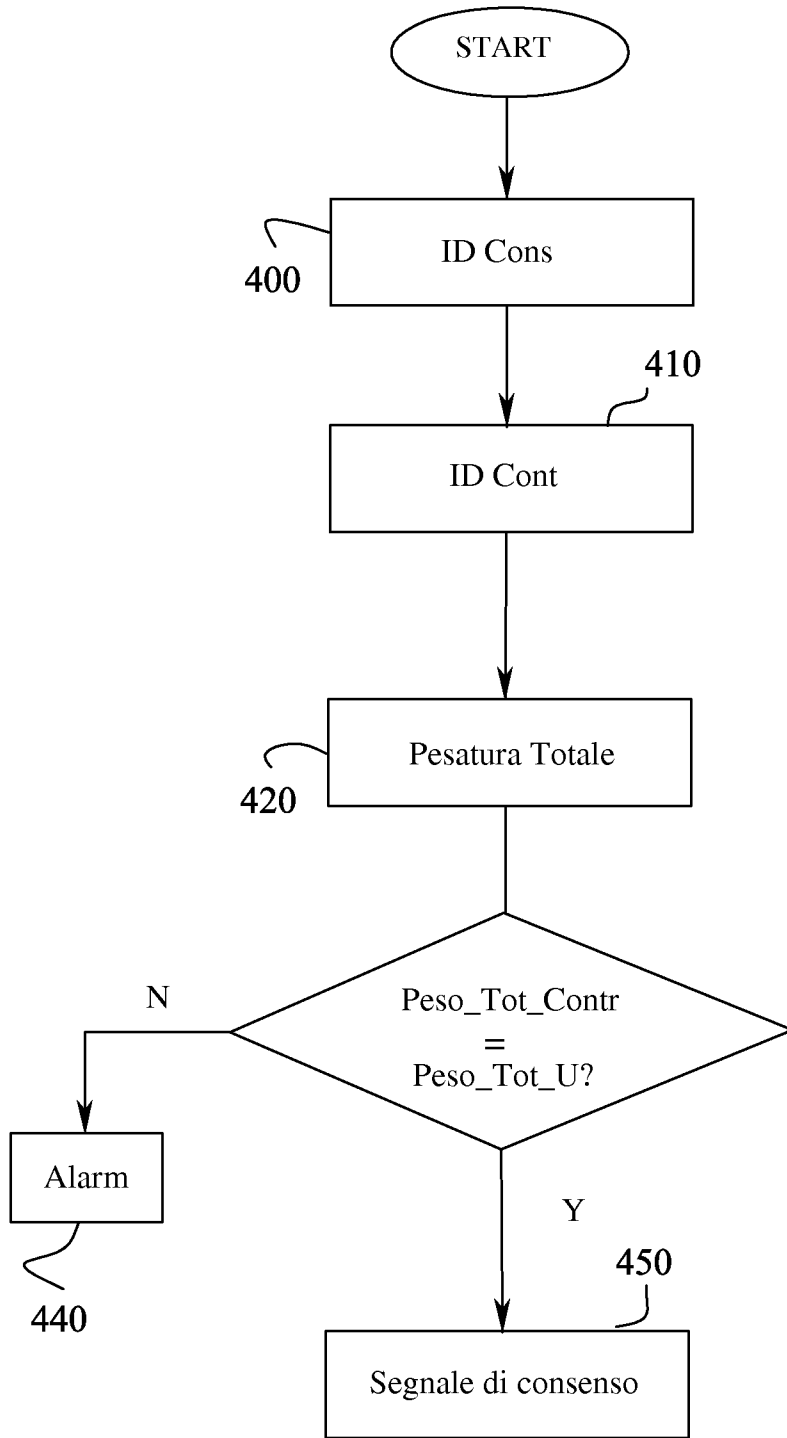 START
ID Cons
400
410
ID Cont
Pesatura Totale
420
Peso_Tot_Contr
=
Peso_Tot_U?
N
Alarm
440
Y
450
Segnale di consenso